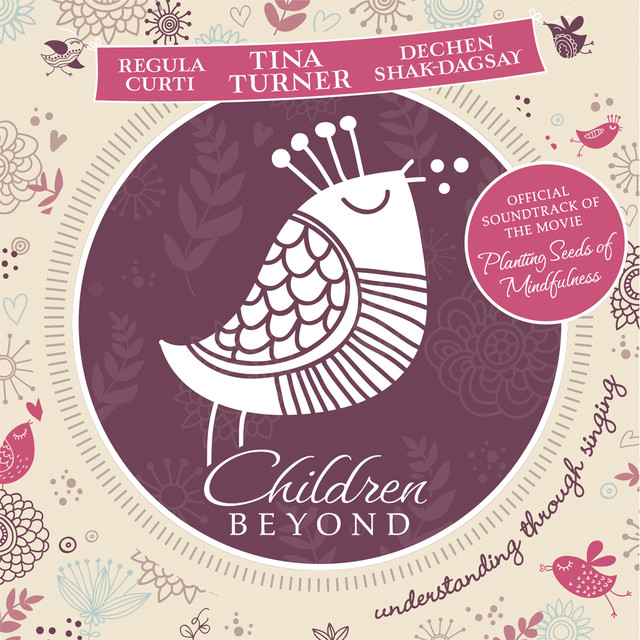 REGULA
CURTI
TINA
TURNER
DECHEN
SHAK-DAGSAY
OFFICIAL
SOUNDTRACK OF
THE MOVIE
Planting Seeds of
Mindfulness
Children
BEYOND
understanding through singing